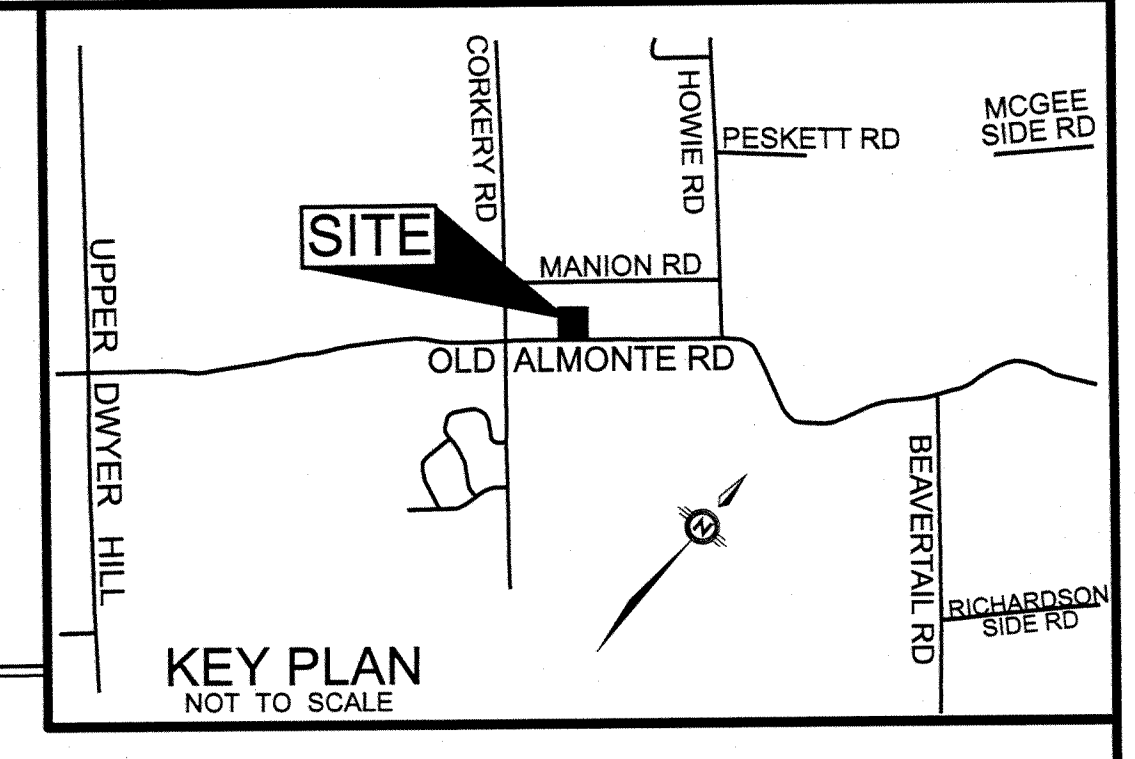 CORKERY RD
HOWIE RD
MCGEE
SIDE RD
PESKETT RD
SITE
MANION RD
UPPER DWYER HILL
OLD ALMONTE RD
N
BEAVERTAIL RD
RICHARDSON
SIDE RD
KEY PLAN
NOT TO SCALE